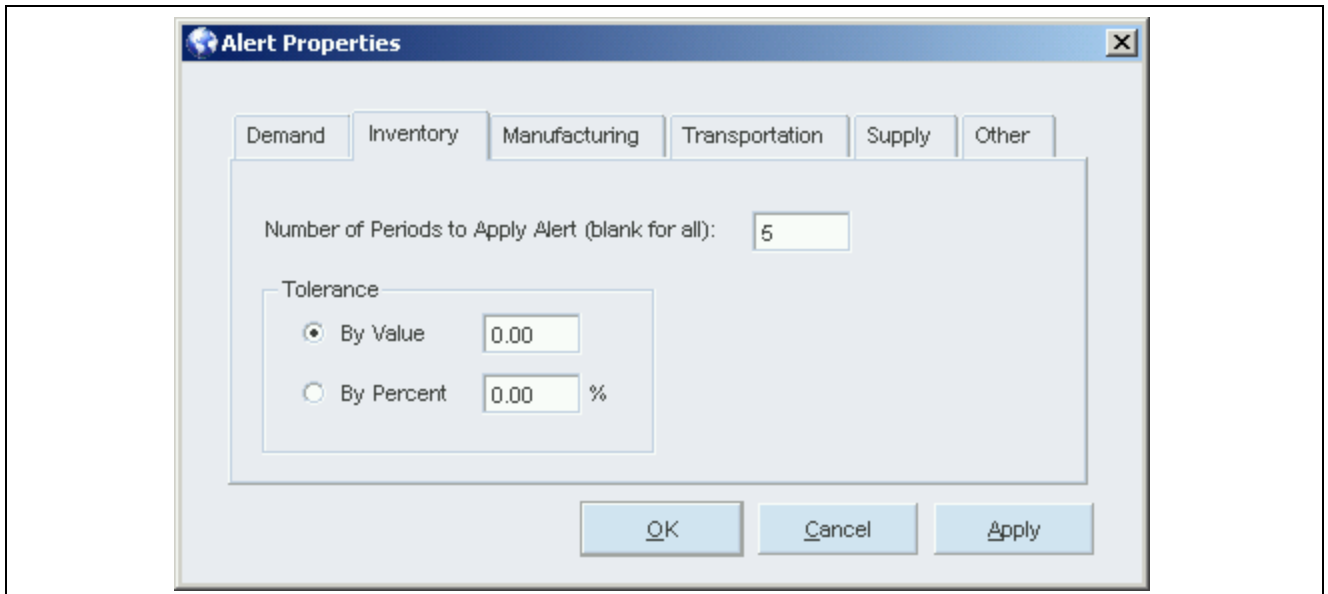 Alert Properties
Demand Inventory Manufacturing Transportation Supply Other
Number of Periods to Apply Alert (blank for all): 5
Tolerance
By Value 0.00
By Percent 0.00 %
OK Cancel Apply